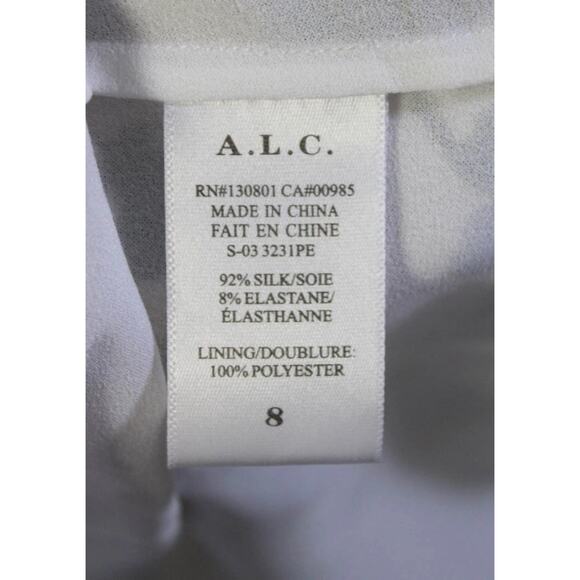 A.L.C.
RN#130801 CA#00985
MADE IN CHINA
FAIT EN CHINE
S-03 3231PE
92% SILK/SOIE
8% ELASTANE/
ÉLASTHANNE
LINING/DOUBLURE:
100% POLYESTER
8